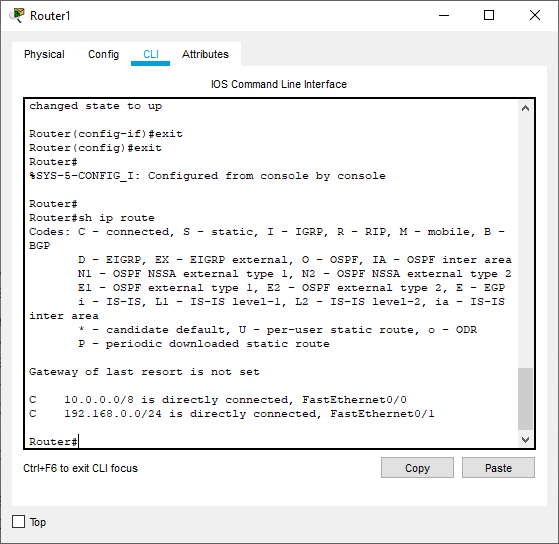 Router1
Physical Config CLI Attributes
IOS Command Line Interface
changed state to up
Router(config-if)#exit
Router(config)#exit
Router#
%SYS-5-CONFIG_I: Configured from console by console
Router#
Router#sh ip route
Codes: C - connected, S - static, I - IGRP, R - RIP, M - mobile, B -
BGP
D - EIGRP, EX - EIGRP external, O - OSPF, IA - OSPF inter area
N1 - OSPF NSSA external type 1, N2 - OSPF NSSA external type 2
E1 - OSPF external type 1, E2 - OSPF external type 2, E - EGP
i - IS-IS, L1 - IS-IS level-1, L2 - IS-IS level-2, ia - IS-IS
inter area
* - candidate default, U - per-user static route, o - ODR
P - periodic downloaded static route
Gateway of last resort is not set
C 10.0.0.0/8 is directly connected, FastEthernet0/0
C 192.168.0.0/24 is directly connected, FastEthernet0/1
Router#
Ctrl+F6 to exit CLI focus Copy Paste
Top